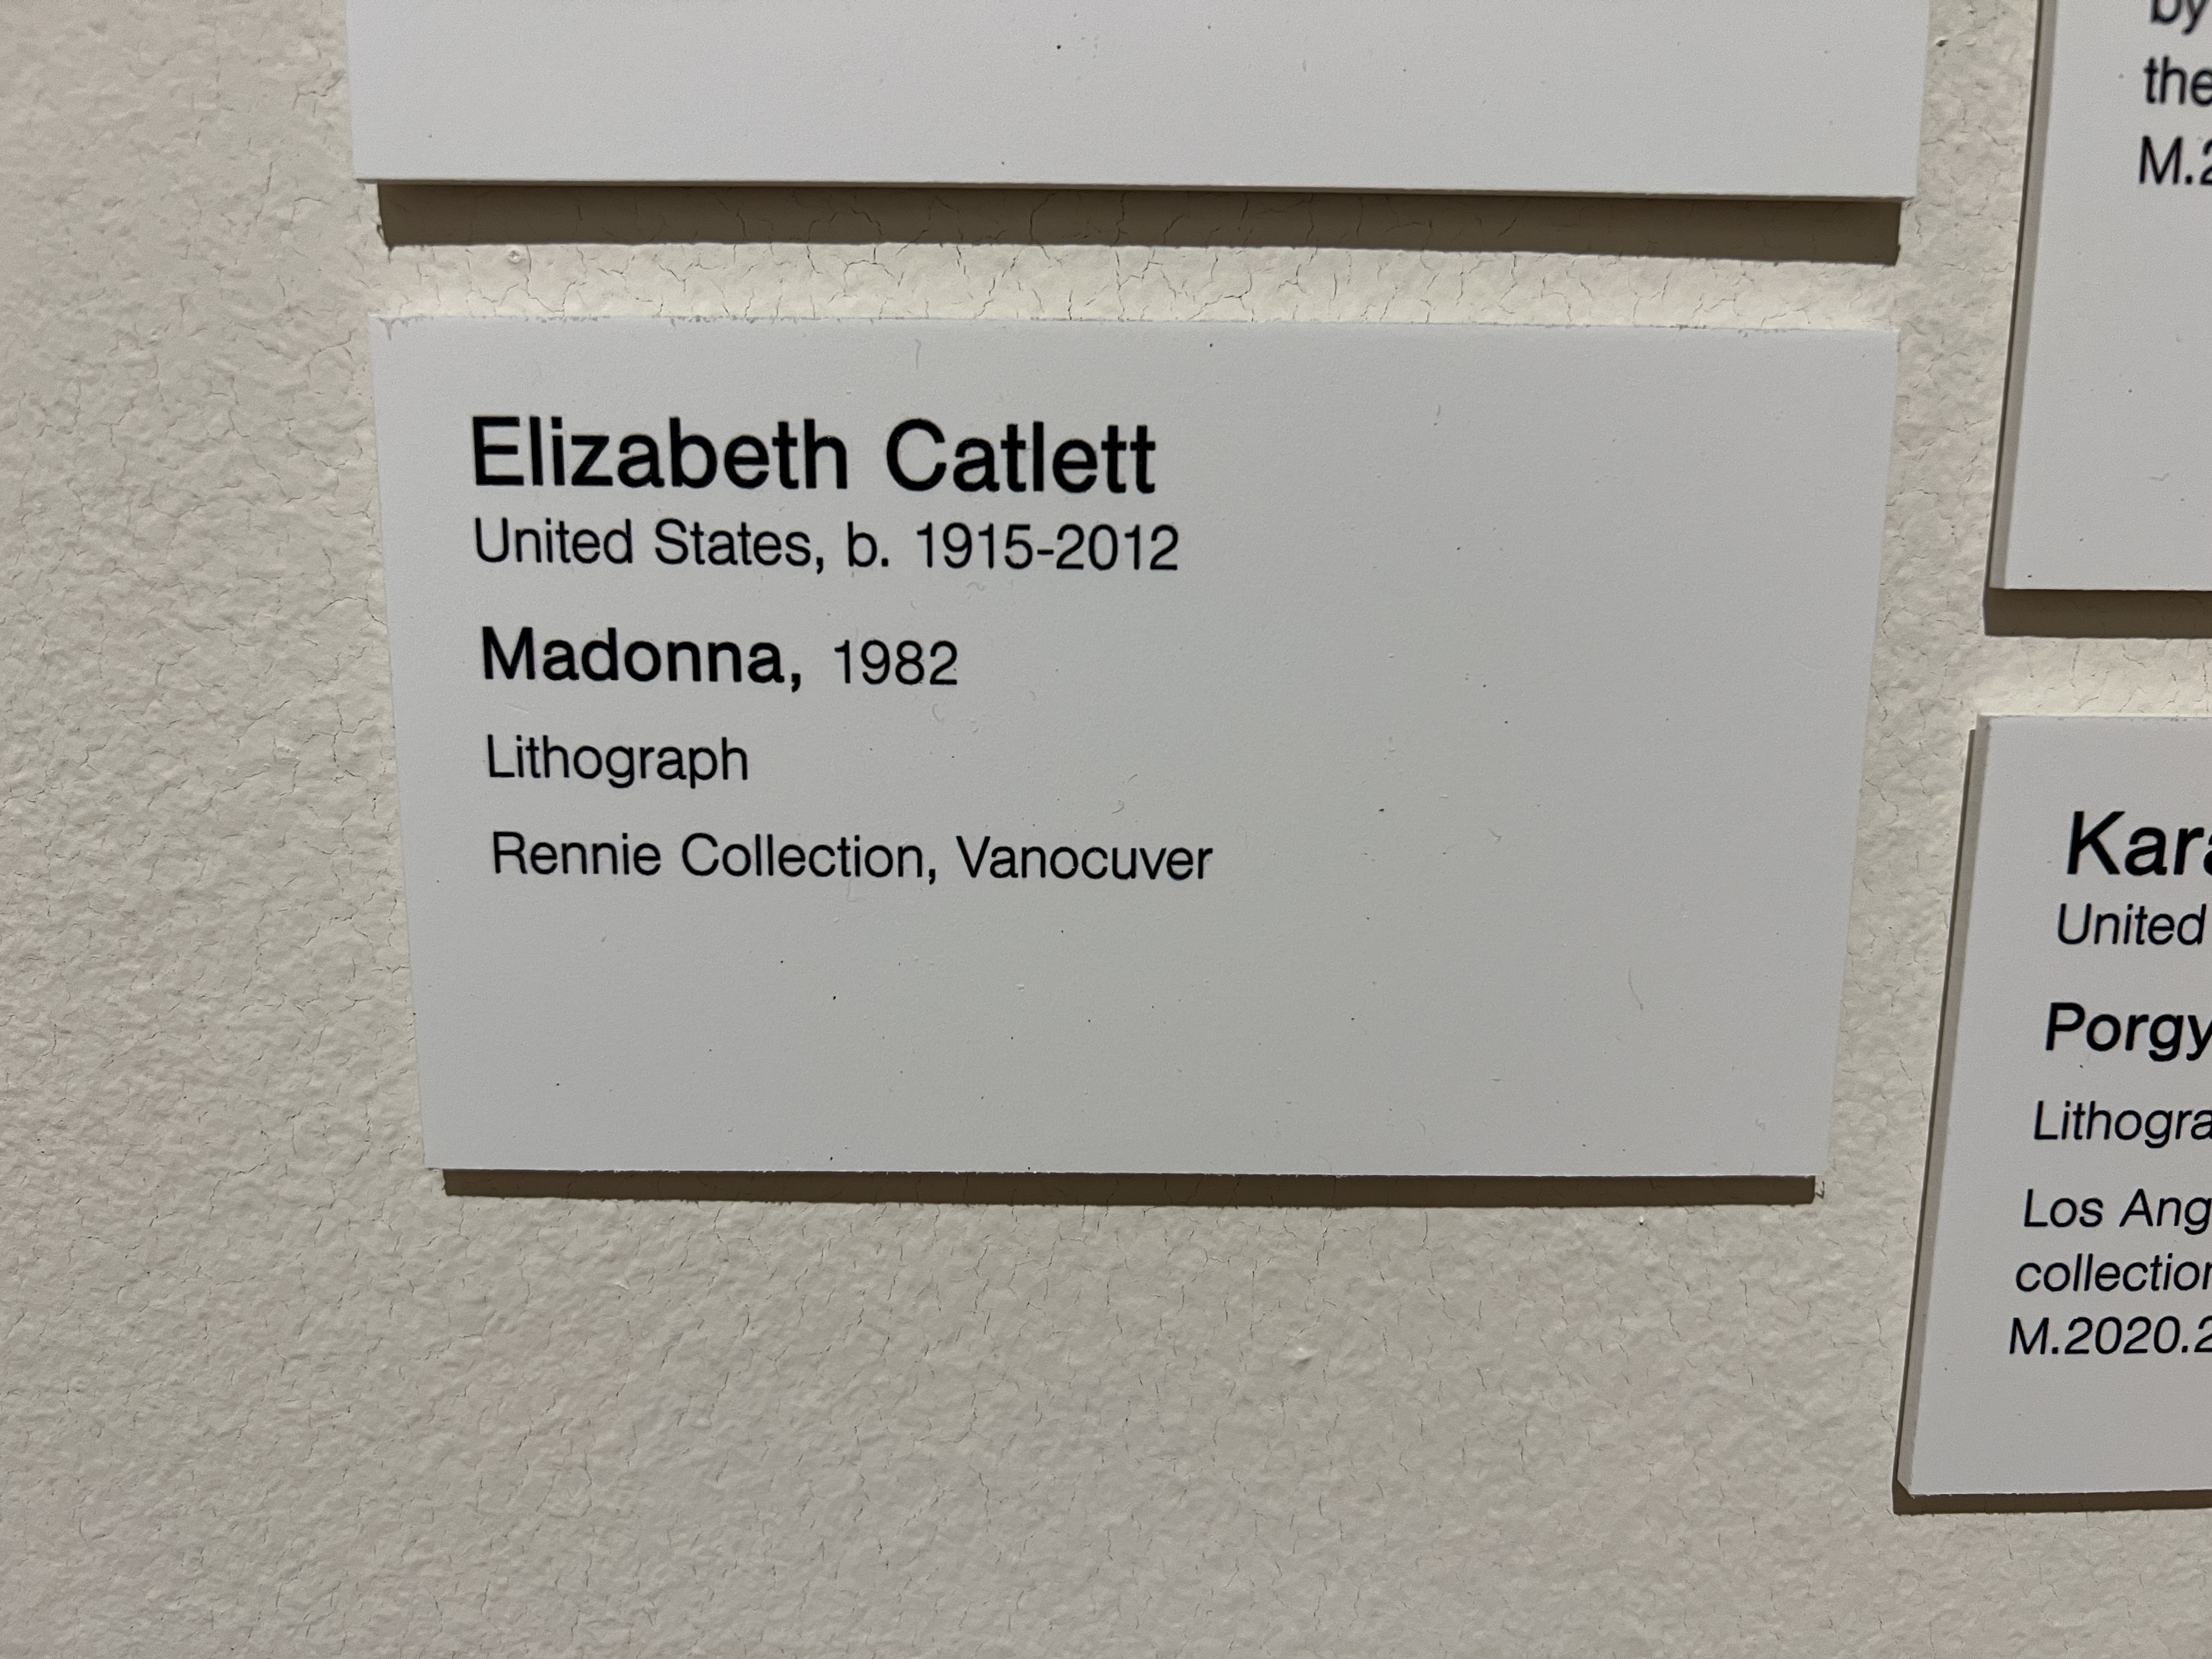 Elizabeth Catlett
United States, b. 1915-2012
Madonna, 1982
Lithograph
Rennie Collection, Vanocuver
by
the
M.2
Kara
United
Porgy
Lithogra
Los Ang
collection
M.2020.2